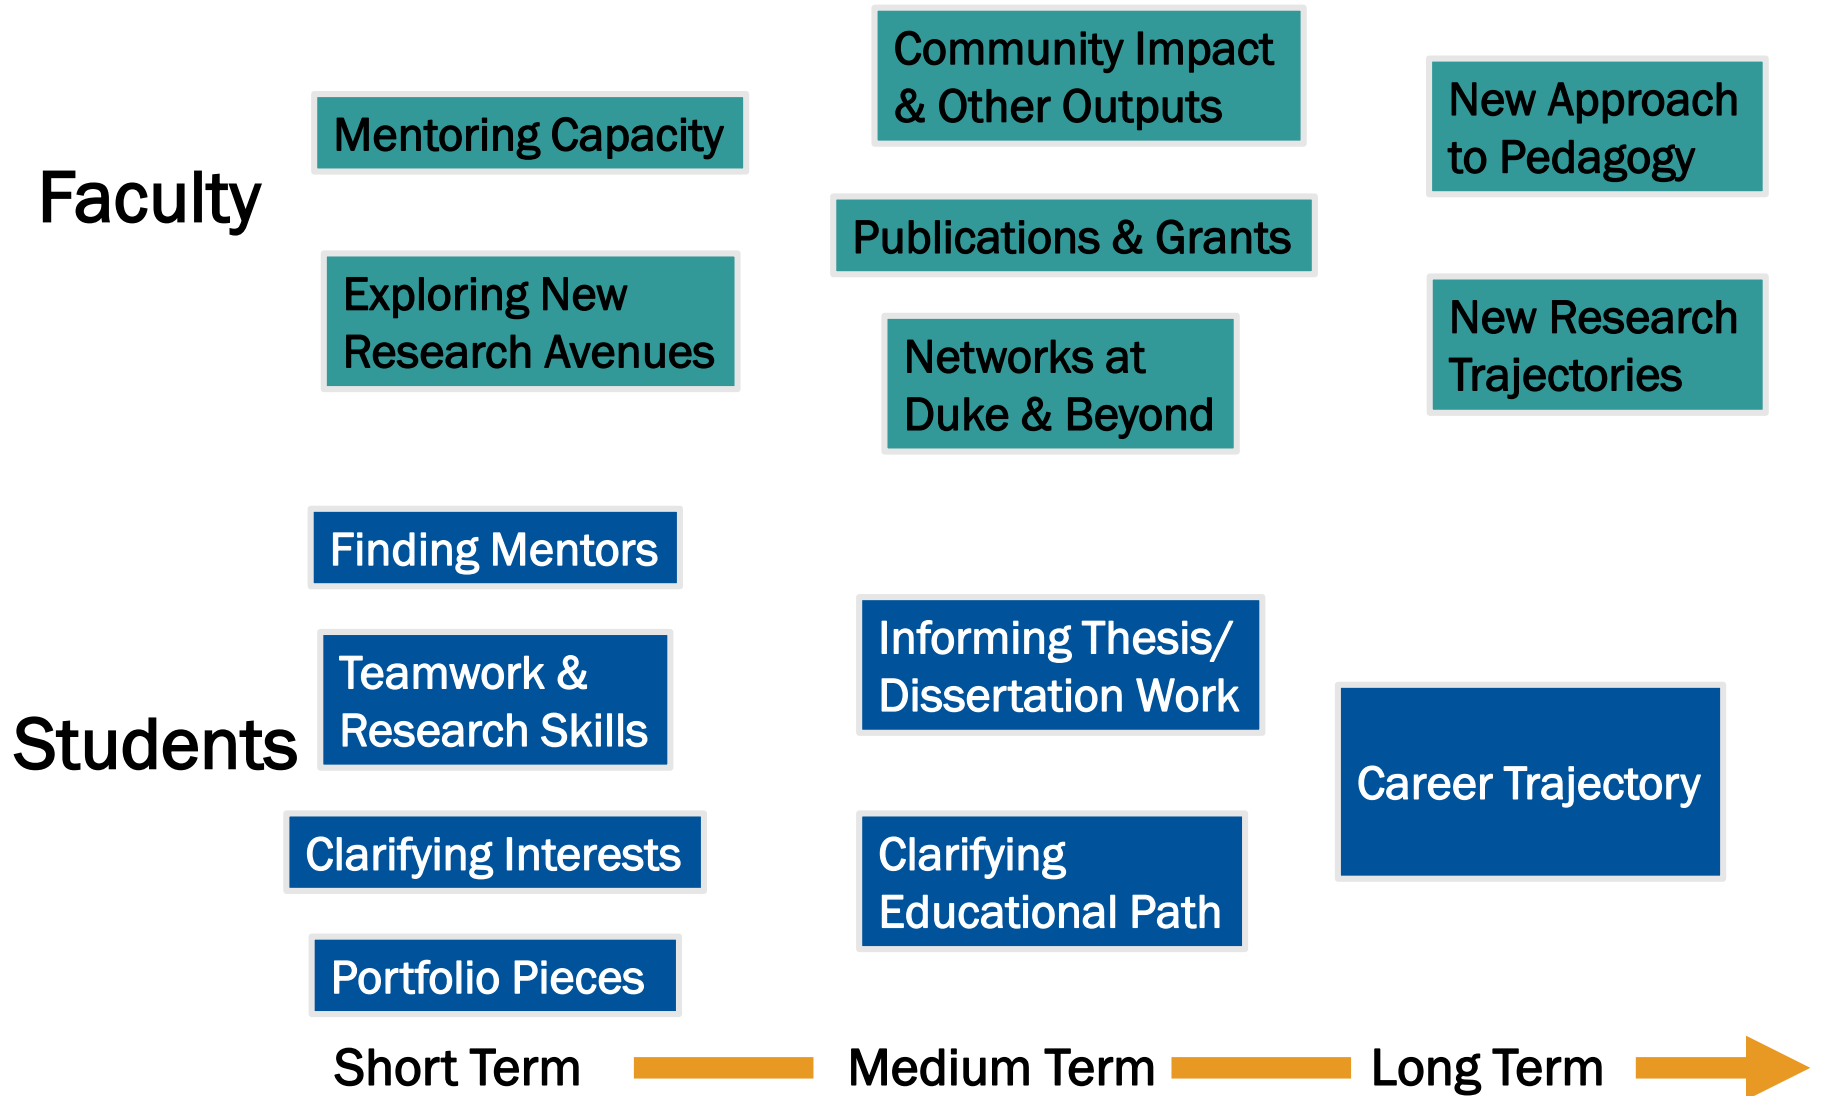 Faculty
Mentoring Capacity
Exploring New
Research Avenues
Community Impact
& Other Outputs
Publications & Grants
Networks at
Duke & Beyond
New Approach
to Pedagogy
New Research
Trajectories
Students
Finding Mentors
Teamwork &
Research Skills
Clarifying Interests
Portfolio Pieces
Informing Thesis/
Dissertation Work
Clarifying
Educational Path
Career Trajectory
Short Term
Medium Term
Long Term